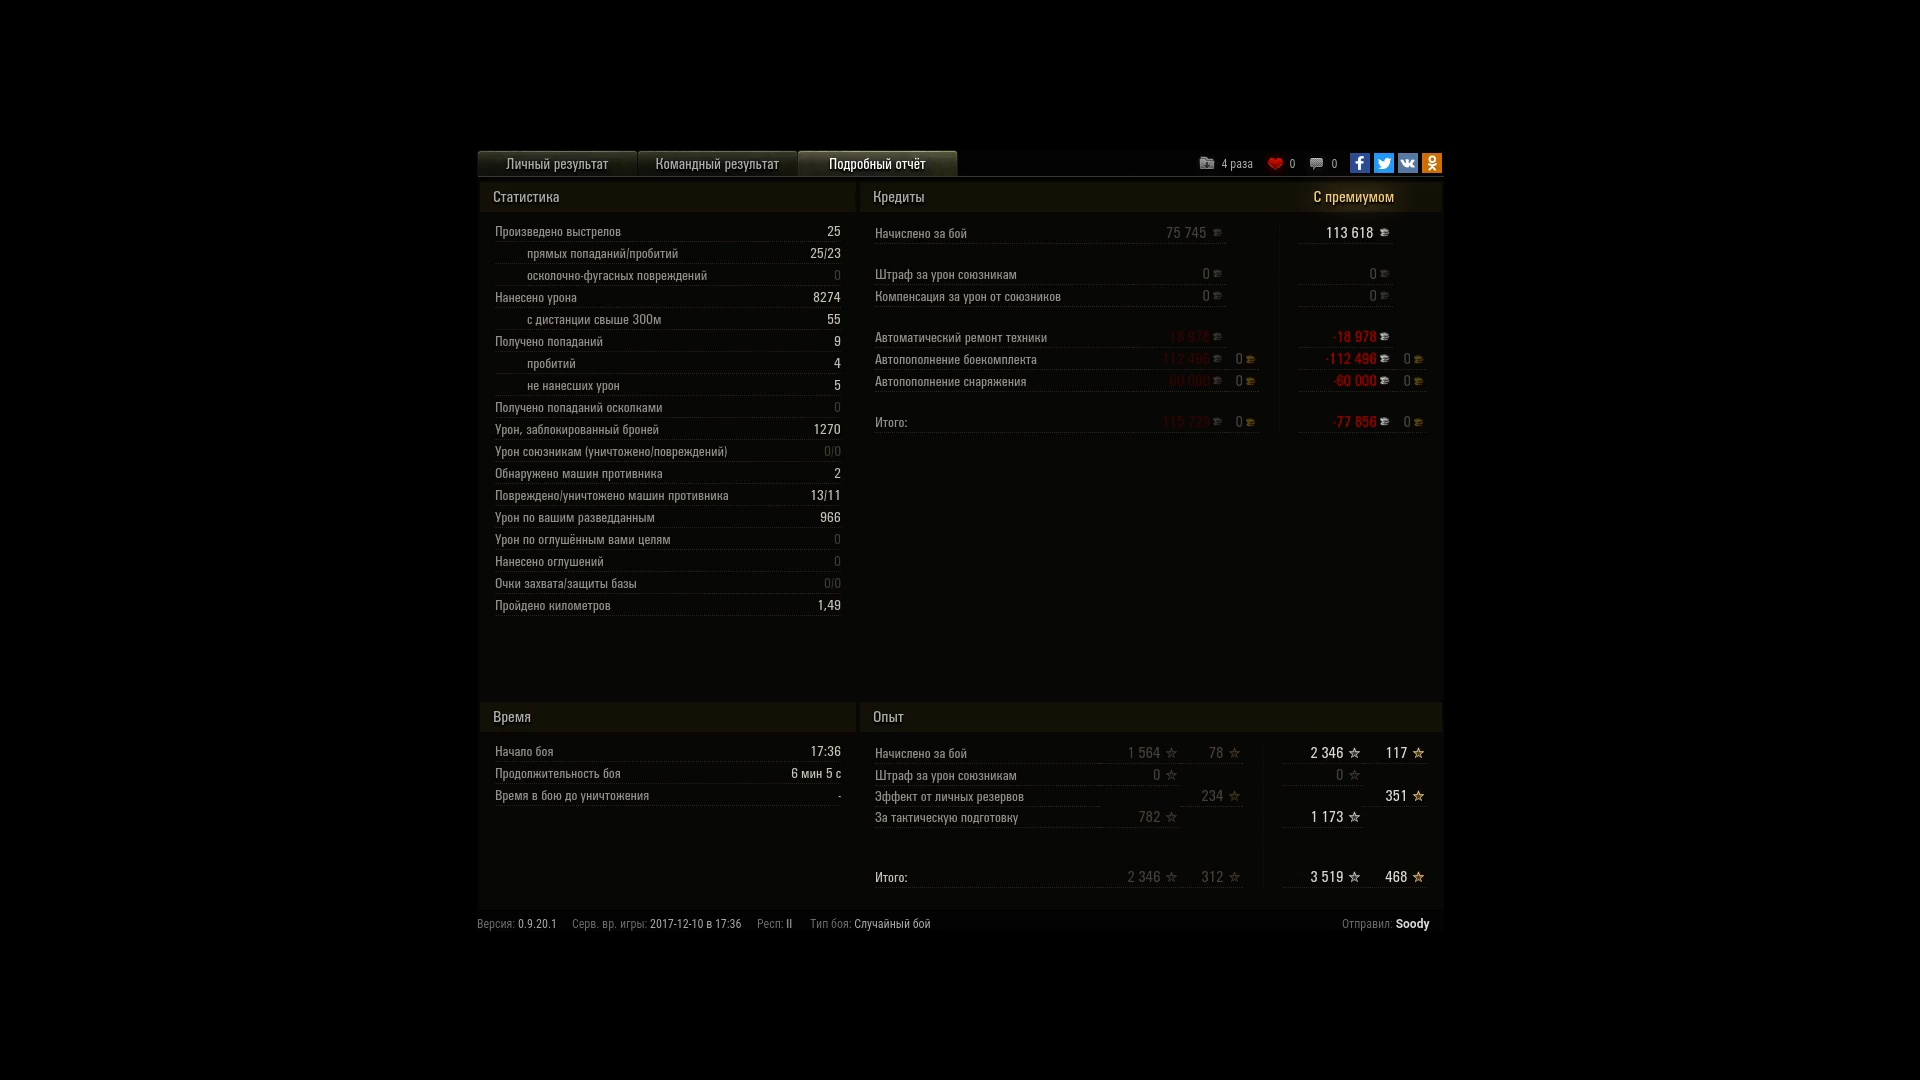 Личный результат Командный результат Подробный отчёт 4 раза 0 0
Статистика
Произведено выстрелов 25
прямых попаданий/пробитий 25/23
осколочно-фугасных повреждений 0
Нанесено урона 8274
с дистанции свыше 300м 55
Получено попаданий 9
пробитий 4
не нанесших урон 5
Получено попаданий осколками 0
Урон, заблокированный броней 1270
Урон союзникам (уничтожено/повреждений) 0/0
Обнаружено машин противника 2
Повреждено/уничтожено машин противника 13/11
Урон по вашим разведданным 966
Урон по оглушённым вами целям 0
Нанесено оглушений 0
Очки захвата/защиты базы 0/0
Пройдено километров 1,49
Кредиты С премиумом
Начислено за бой 75 745 113 618
Штраф за урон союзникам 0 0
Компенсация за урон от союзников 0 0
Автоматический ремонт техники -18 978 -18 978
Автопополнение боекомплекта -112 496 0 -112 496 0
Автопополнение снаряжения -60 000 0 -60 000 0
Итого: 0 -77 856 0
Время
Начало боя 17:36
Продолжительность боя 6 мин 5 с
Время в бою до уничтожения -
Опыт
Начислено за бой 1 564 78 2 346 117
Штраф за урон союзникам 0 0
Эффект от личных резервов 234 351
За тактическую подготовку 782 1 173
Итого: 2 346 312 3 519 468
Версия: 0.9.20.1 Серв. вр. игры: 2017-12-10 в 17:36 Респ: II Тип боя: Случайный бой Отправил: Soody